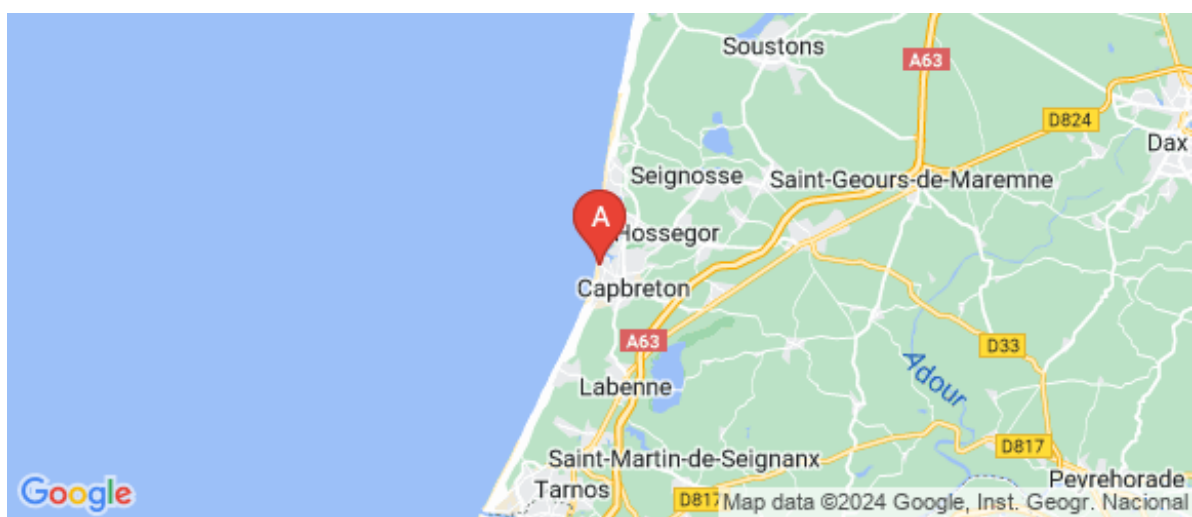 Soustons
A63
D824
Dax
Seignosse
Saint-Geours-de-Maremne
A
Hossegor
Capbreton
A63
D33
Adour
Labenne
D817
Saint-Martin-de-Seignanx
Peyrehorade
Tarnos
D817
Google
Map data ©2024 Google, Inst. Geogr. Nacional